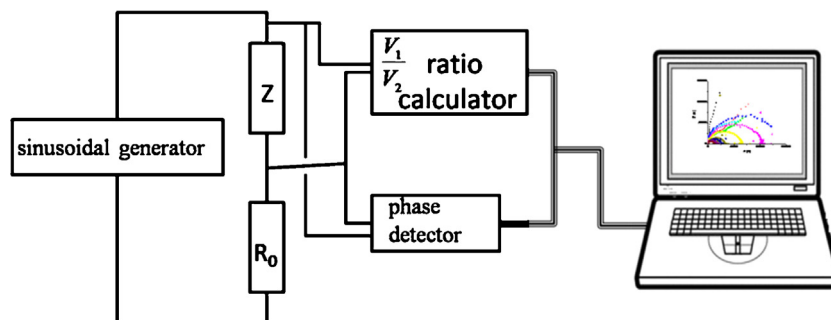 sinusoidal generator
Z
R0
V1
V2
ratio
calculator
phase
detector